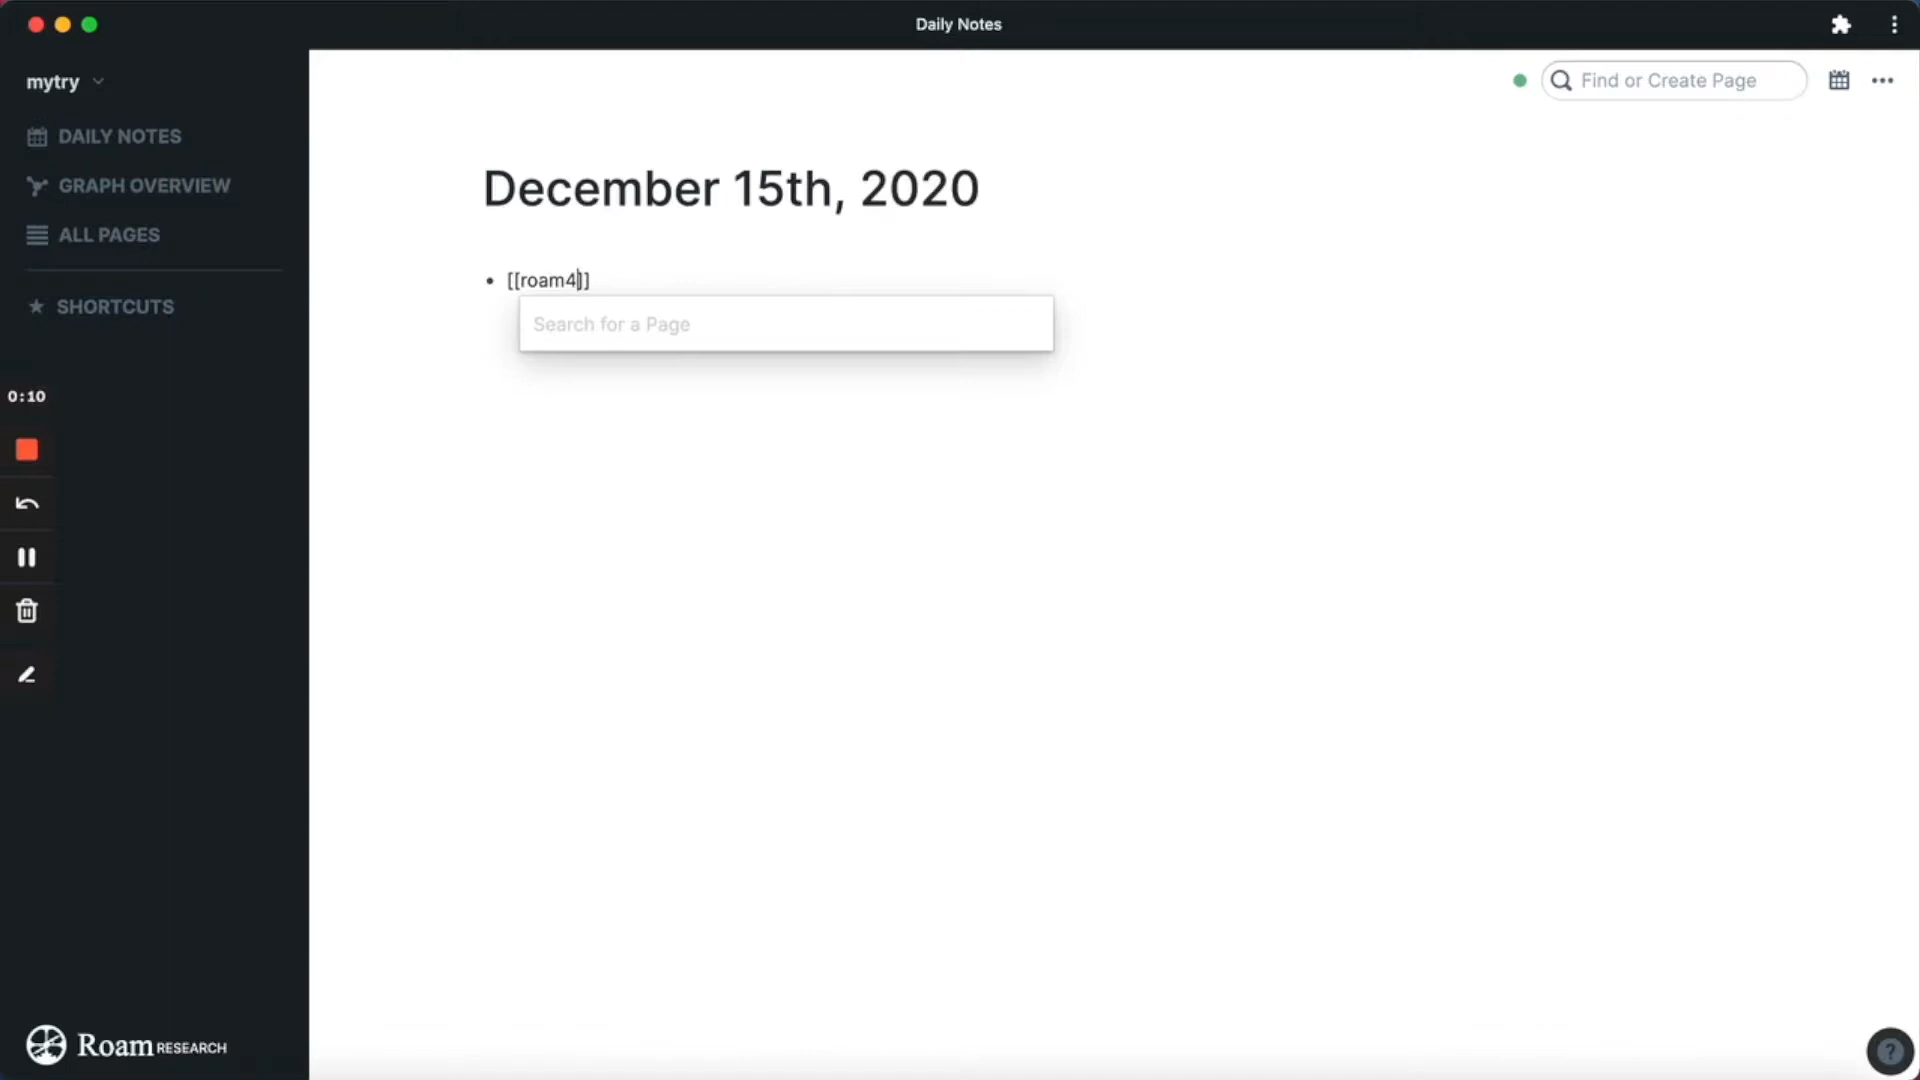 Daily Notes
mytry
DAILY NOTES
GRAPH OVERVIEW
ALL PAGES
SHORTCUTS
0:10
Find or Create Page
December 15th, 2020
[[roam4]]
Search for a Page
Roam RESEARCH
?